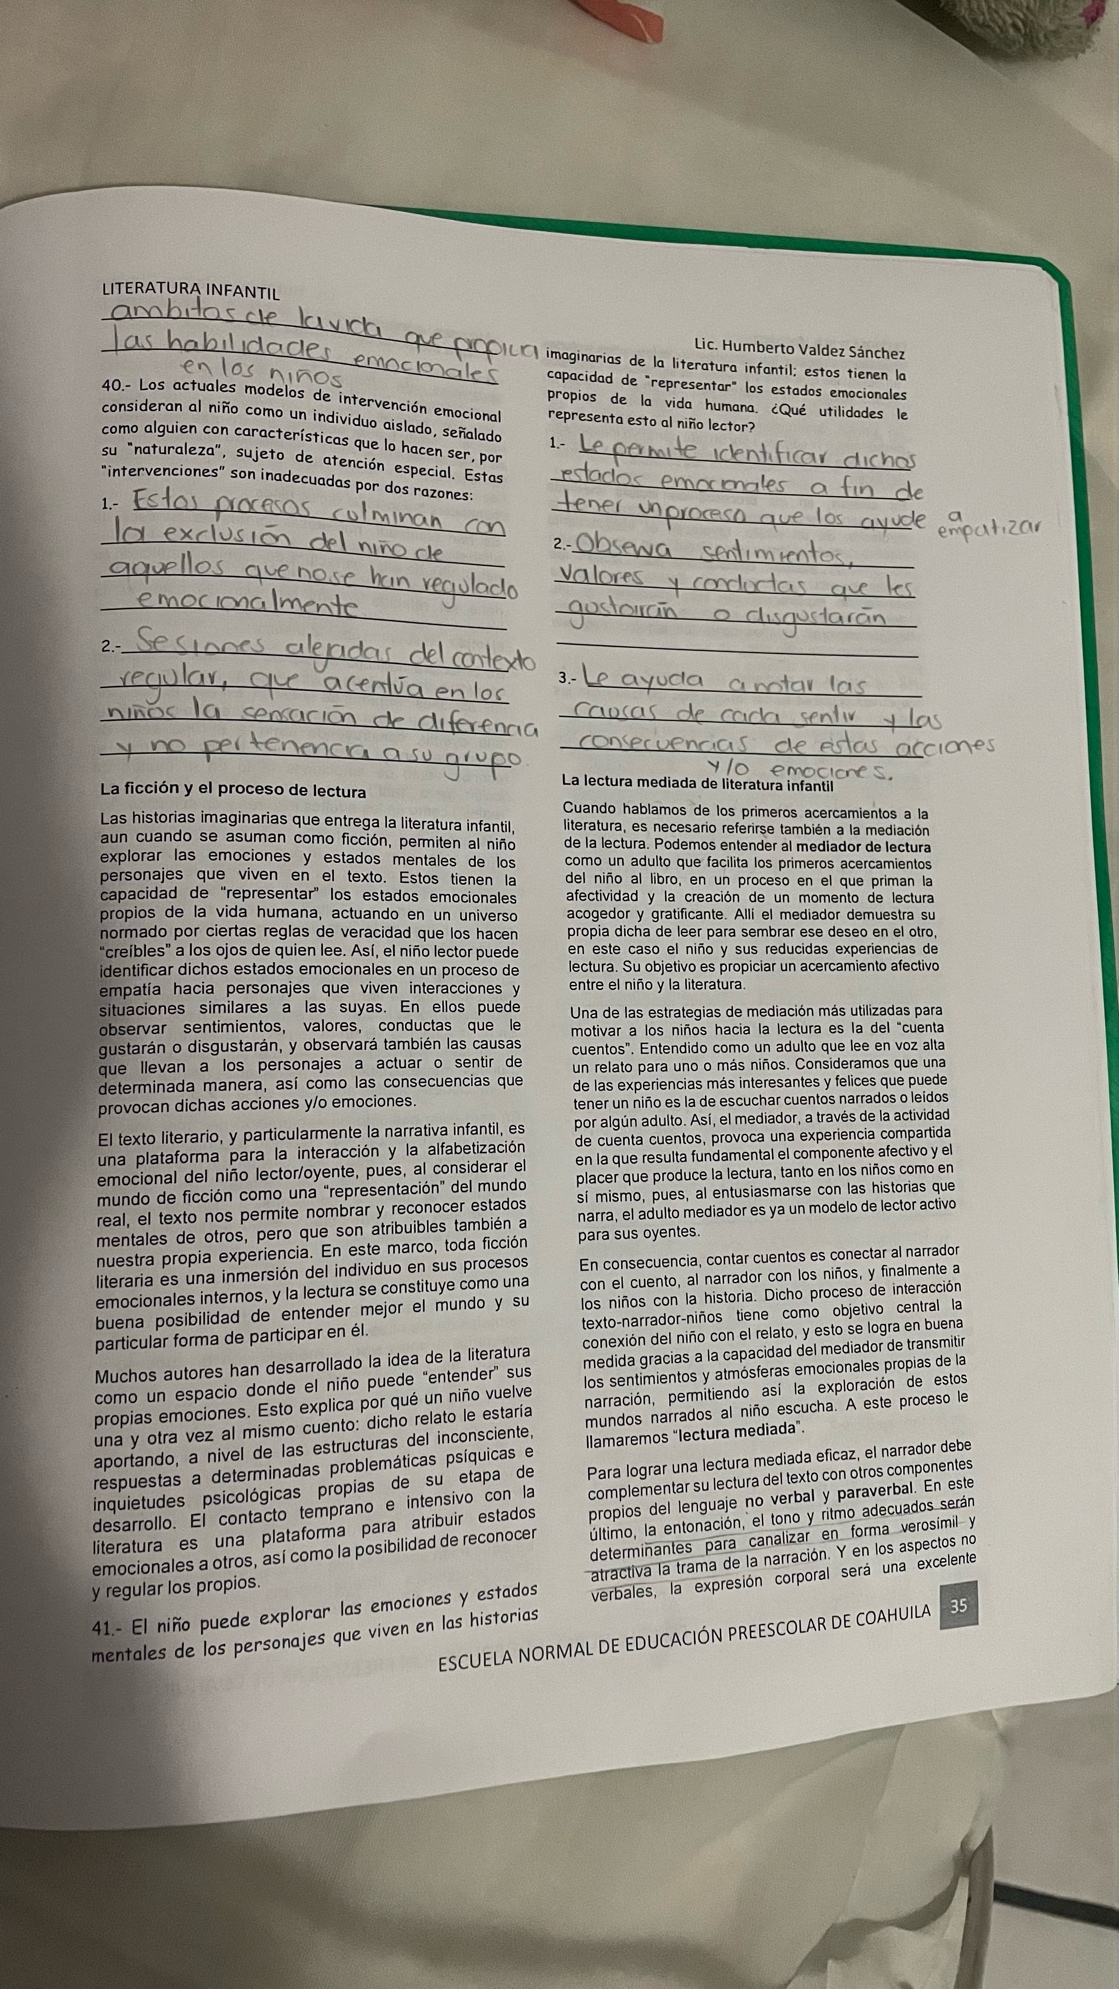 LITERATURA INFANTIL
Lic. Humberto Valdez Sánchez
ambitos de la vida que propicia
las habilidades emocionales
en los niños
40.- Los actuales modelos de intervención emocional
consideran al niño como un individuo aislado, señalado
como alguien con características que lo hacen ser, por
su "naturaleza", sujeto de atención especial. Estas
"intervenciones" son inadecuadas por dos razones:
1.- Estos procesos culminan con
la exclusión del niño de
aquellos que no se han regulado
emocionalmente
2.- Sesiones alejadas del contexto
regular, que acentúa en los
niños la sensación de diferencia
y no pertenencia a su grupo.
La ficción y el proceso de lectura
Las historias imaginarias que entrega la literatura infantil,
aun cuando se asuman como ficción, permiten al niño
explorar las emociones y estados mentales de los
personajes que viven en el texto. Estos tienen la
capacidad de "representar" los estados emocionales
propios de la vida humana, actuando en un universo
normado por ciertas reglas de veracidad que los hacen
"creíbles" a los ojos de quien lee. Así, el niño lector puede
identificar dichos estados emocionales en un proceso de
empatía hacia personajes que viven interacciones y
situaciones similares a las suyas. En ellos puede
observar sentimientos, valores, conductas que le
gustarán o disgustarán, y observará también las causas
que llevan a los personajes a actuar o sentir de
determinada manera, así como las consecuencias que
provocan dichas acciones y/o emociones.
El texto literario, y particularmente la narrativa infantil, es
una plataforma para la interacción y la alfabetización
emocional del niño lector/oyente, pues, al considerar el
mundo de ficción como una "representación" del mundo
real, el texto nos permite nombrar y reconocer estados
mentales de otros, pero que son atribuibles también a
nuestra propia experiencia. En este marco, toda ficción
literaria es una inmersión del individuo en sus procesos
emocionales internos, y la lectura se constituye como una
buena posibilidad de entender mejor el mundo y su
particular forma de participar en él.
Muchos autores han desarrollado la idea de la literatura
como un espacio donde el niño puede "entender" sus
propias emociones. Esto explica por qué un niño vuelve
una y otra vez al mismo cuento: dicho relato le estaría
aportando, a nivel de las estructuras del inconsciente,
respuestas a determinadas problemáticas psíquicas e
inquietudes psicológicas propias de su etapa de
desarrollo. El contacto temprano e intensivo con la
literatura es una plataforma para atribuir estados
emocionales a otros, así como la posibilidad de reconocer
y regular los propios.
41.- El niño puede explorar las emociones y estados
mentales de los personajes que viven en las historias
imaginarias de la literatura infantil; estos tienen la
capacidad de "representar" los estados emocionales
propios de la vida humana. ¿Qué utilidades le
representa esto al niño lector?
1.- Le permite identificar dichos
estados emocionales a fin de
tener un proceso que los ayude a
empatizar
2.- Observa sentimientos,
valores y conductas que les
gustarán o disgustarán
3.- Le ayuda a notar las
causas de cada sentir y las
consecuencias de estas acciones
y/o emociones.
La lectura mediada de literatura infantil
Cuando hablamos de los primeros acercamientos a la
literatura, es necesario referirse también a la mediación
de la lectura. Podemos entender al mediador de lectura
como un adulto que facilita los primeros acercamientos
del niño al libro, en un proceso en el que priman la
afectividad y la creación de un momento de lectura
acogedor y gratificante. Allí el mediador demuestra su
propia dicha de leer para sembrar ese deseo en el otro,
en este caso el niño y sus reducidas experiencias de
lectura. Su objetivo es propiciar un acercamiento afectivo
entre el niño y la literatura.
Una de las estrategias de mediación más utilizadas para
motivar a los niños hacia la lectura es la del "cuenta
cuentos". Entendido como un adulto que lee en voz alta
un relato para uno o más niños. Consideramos que una
de las experiencias más interesantes y felices que puede
tener un niño es la de escuchar cuentos narrados o leídos
por algún adulto. Así, el mediador, a través de la actividad
de cuenta cuentos, provoca una experiencia compartida
en la que resulta fundamental el componente afectivo y el
placer que produce la lectura, tanto en los niños como en
sí mismo, pues, al entusiasmarse con las historias que
narra, el adulto mediador es ya un modelo de lector activo
para sus oyentes.
En consecuencia, contar cuentos es conectar al narrador
con el cuento, al narrador con los niños, y finalmente a
los niños con la historia. Dicho proceso de interacción
texto-narrador-niños tiene como objetivo central la
conexión del niño con el relato, y esto se logra en buena
medida gracias a la capacidad del mediador de transmitir
los sentimientos y atmósferas emocionales propias de la
narración, permitiendo así la exploración de estos
mundos narrados al niño escucha. A este proceso le
llamaremos "lectura mediada".
Para lograr una lectura mediada eficaz, el narrador debe
complementar su lectura del texto con otros componentes
propios del lenguaje no verbal y paraverbal. En este
último, la entonación, el tono y ritmo adecuados serán
determinantes para canalizar en forma verosímil y
atractiva la trama de la narración. Y en los aspectos no
verbales, la expresión corporal será una excelente
ESCUELA NORMAL DE EDUCACIÓN PREESCOLAR DE COAHUILA 35